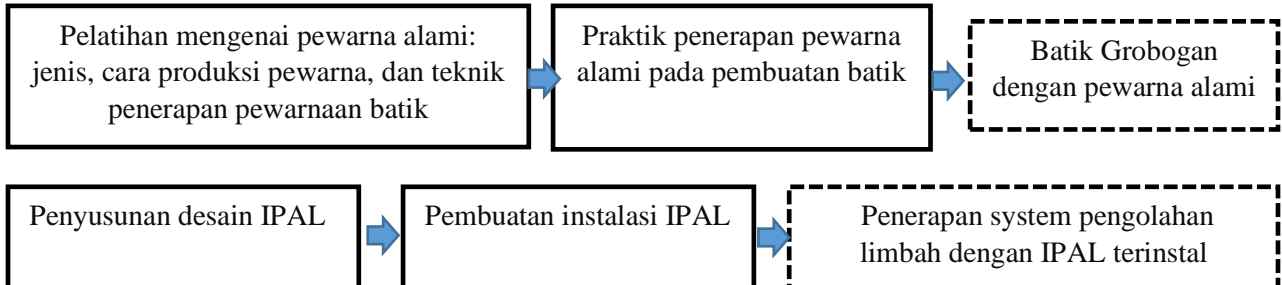 Pelatihan mengenai pewarna alami:
jenis, cara produksi pewarna, dan teknik
penerapan pewarnaan batik
Praktik penerapan pewarna
alami pada pembuatan batik
Batik Grobogan
dengan pewarna alami
Penyusunan desain IPAL
Pembuatan instalasi IPAL
Penerapan system pengolahan
limbah dengan IPAL terinstal